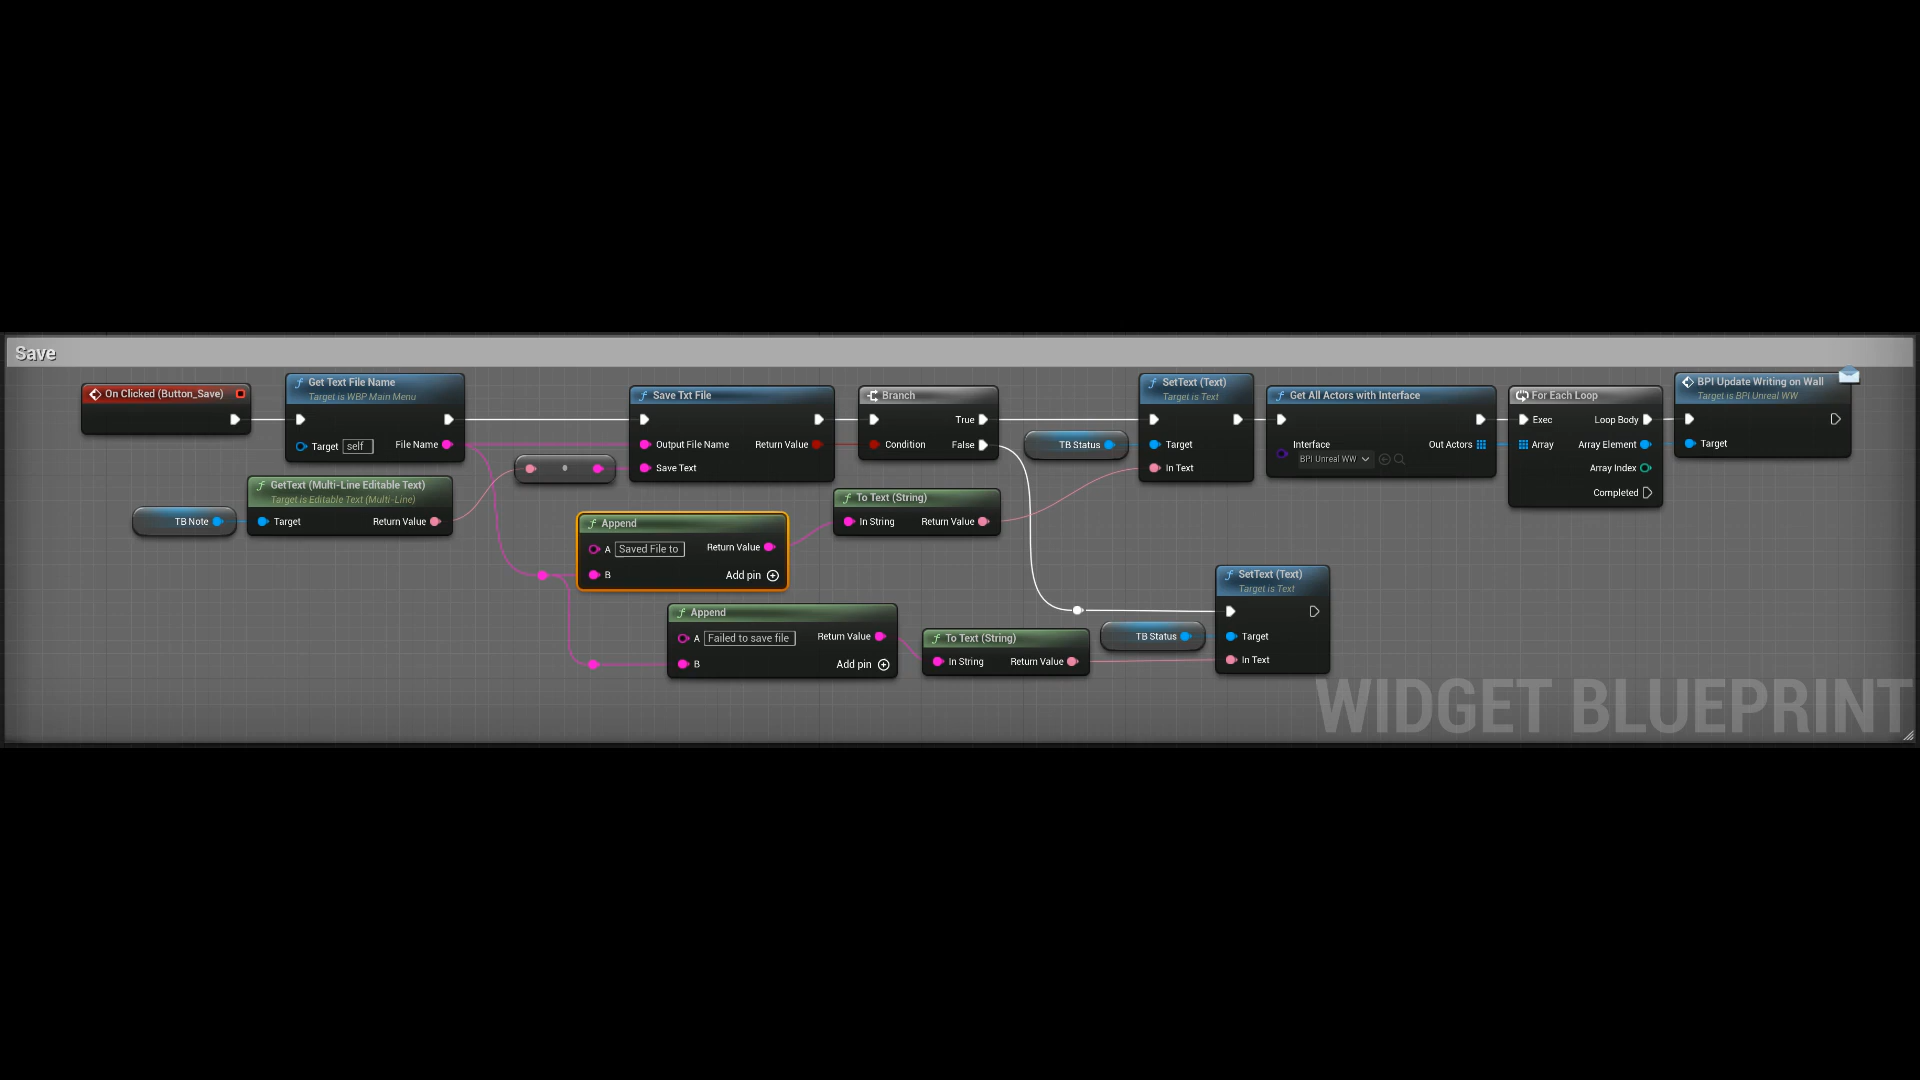 Save
On Clicked (Button_Save)
Get Text File Name
Target is WBP Main Menu
Target self
File Name
TB Note
GetText (Multi-Line Editable Text)
Target is Editable Text (Multi-Line)
Target
Return Value
Save Txt File
Output File Name
Return Value
Save Text
Branch
True
Condition
False
Append
A Saved File to
Return Value
B
Add pin
To Text (String)
In String
Return Value
Append
A Failed to save file
Return Value
B
Add pin
To Text (String)
In String
Return Value
TB Status
SetText (Text)
Target is Text
Target
In Text
Get All Actors with Interface
Interface
BPI Unreal WW
Out Actors
For Each Loop
Exec
Loop Body
Array
Array Element
Array Index
Completed
BPI Update Writing on Wall
Target is BPI Unreal WW
Target
TB Status
SetText (Text)
Target is Text
Target
In Text
WIDGET BLUEPRINT